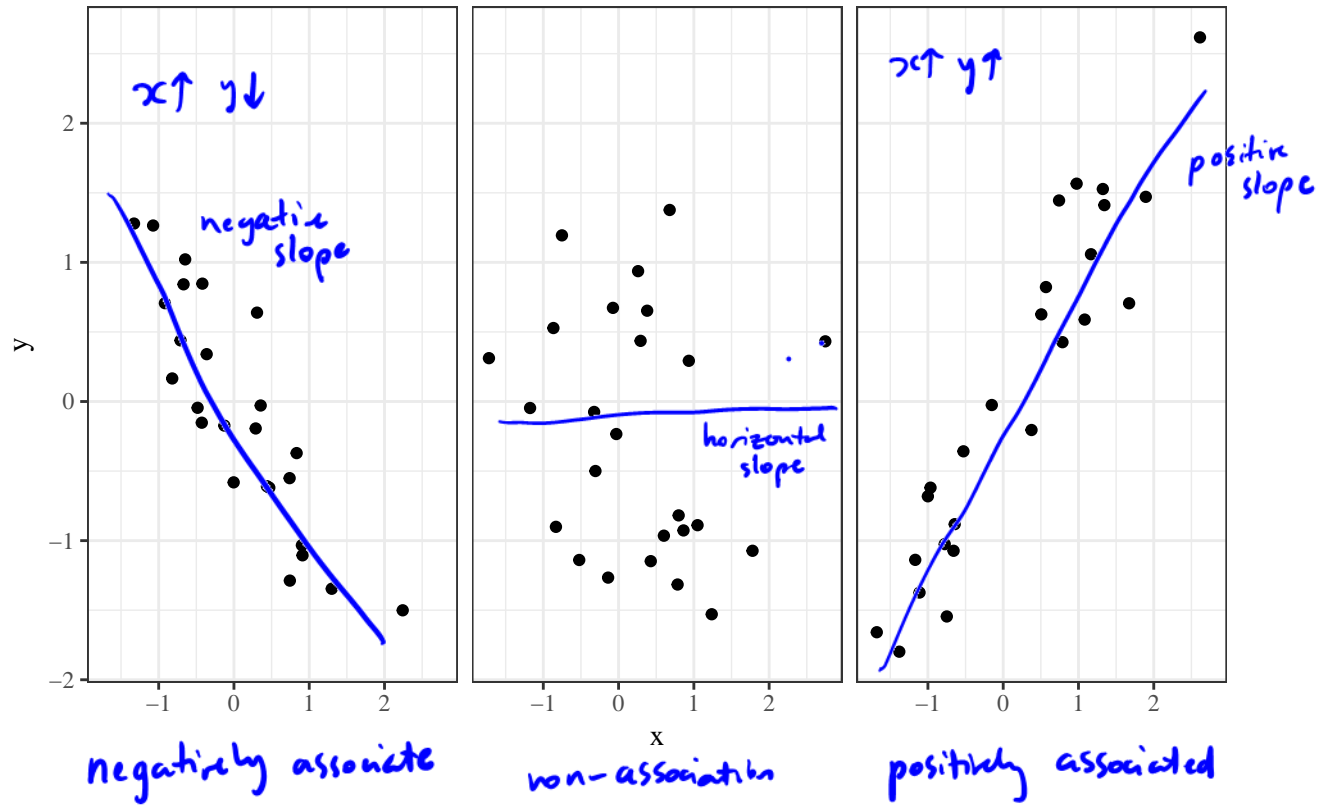 x↑ y↓
negative
slope
x↑ y↑
positive
slope
horizontal
slope
y
2
1
0
−1
−2
−1 0 1 2
−1 0 1 2
−1 0 1 2
x
negatively associate
non-association
positively associated